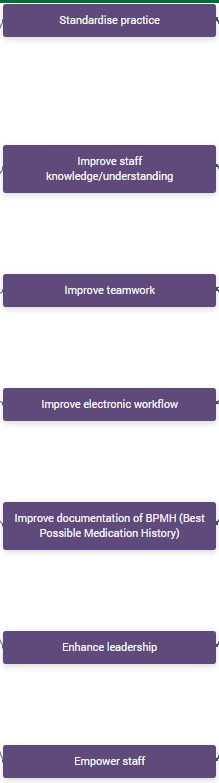 Standardise practice
Improve staff
knowledge/understanding
Improve teamwork
Improve electronic workflow
Improve documentation of BPMH (Best
Possible Medication History)
Enhance leadership
Empower staff